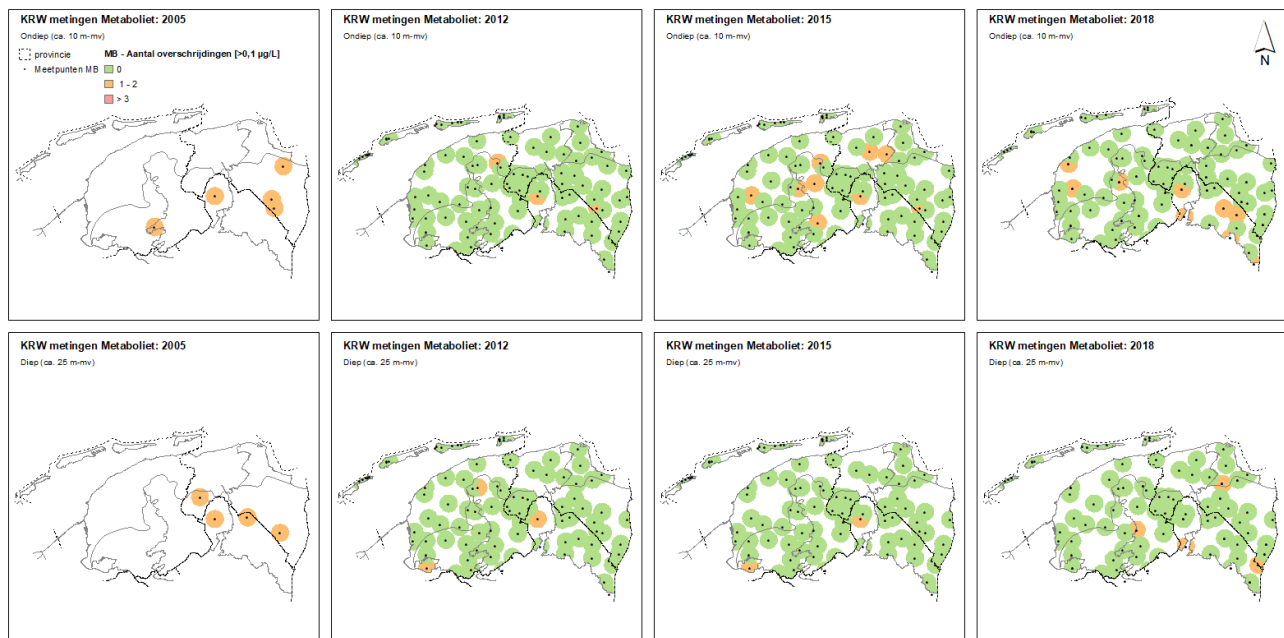 KRW metingen Metaboliet: 2005
Ondiep (ca. 10 m-mv)
provincie
Meetpunten MB
MB - Aantal overschrijdingen [>0,1 µg/L]
0
1 - 2
> 3
KRW metingen Metaboliet: 2012
Ondiep (ca. 10 m-mv)
KRW metingen Metaboliet: 2015
Ondiep (ca. 10 m-mv)
KRW metingen Metaboliet: 2018
Ondiep (ca. 10 m-mv)
N
KRW metingen Metaboliet: 2005
Diep (ca. 25 m-mv)
KRW metingen Metaboliet: 2012
Diep (ca. 25 m-mv)
KRW metingen Metaboliet: 2015
Diep (ca. 25 m-mv)
KRW metingen Metaboliet: 2018
Diep (ca. 25 m-mv)